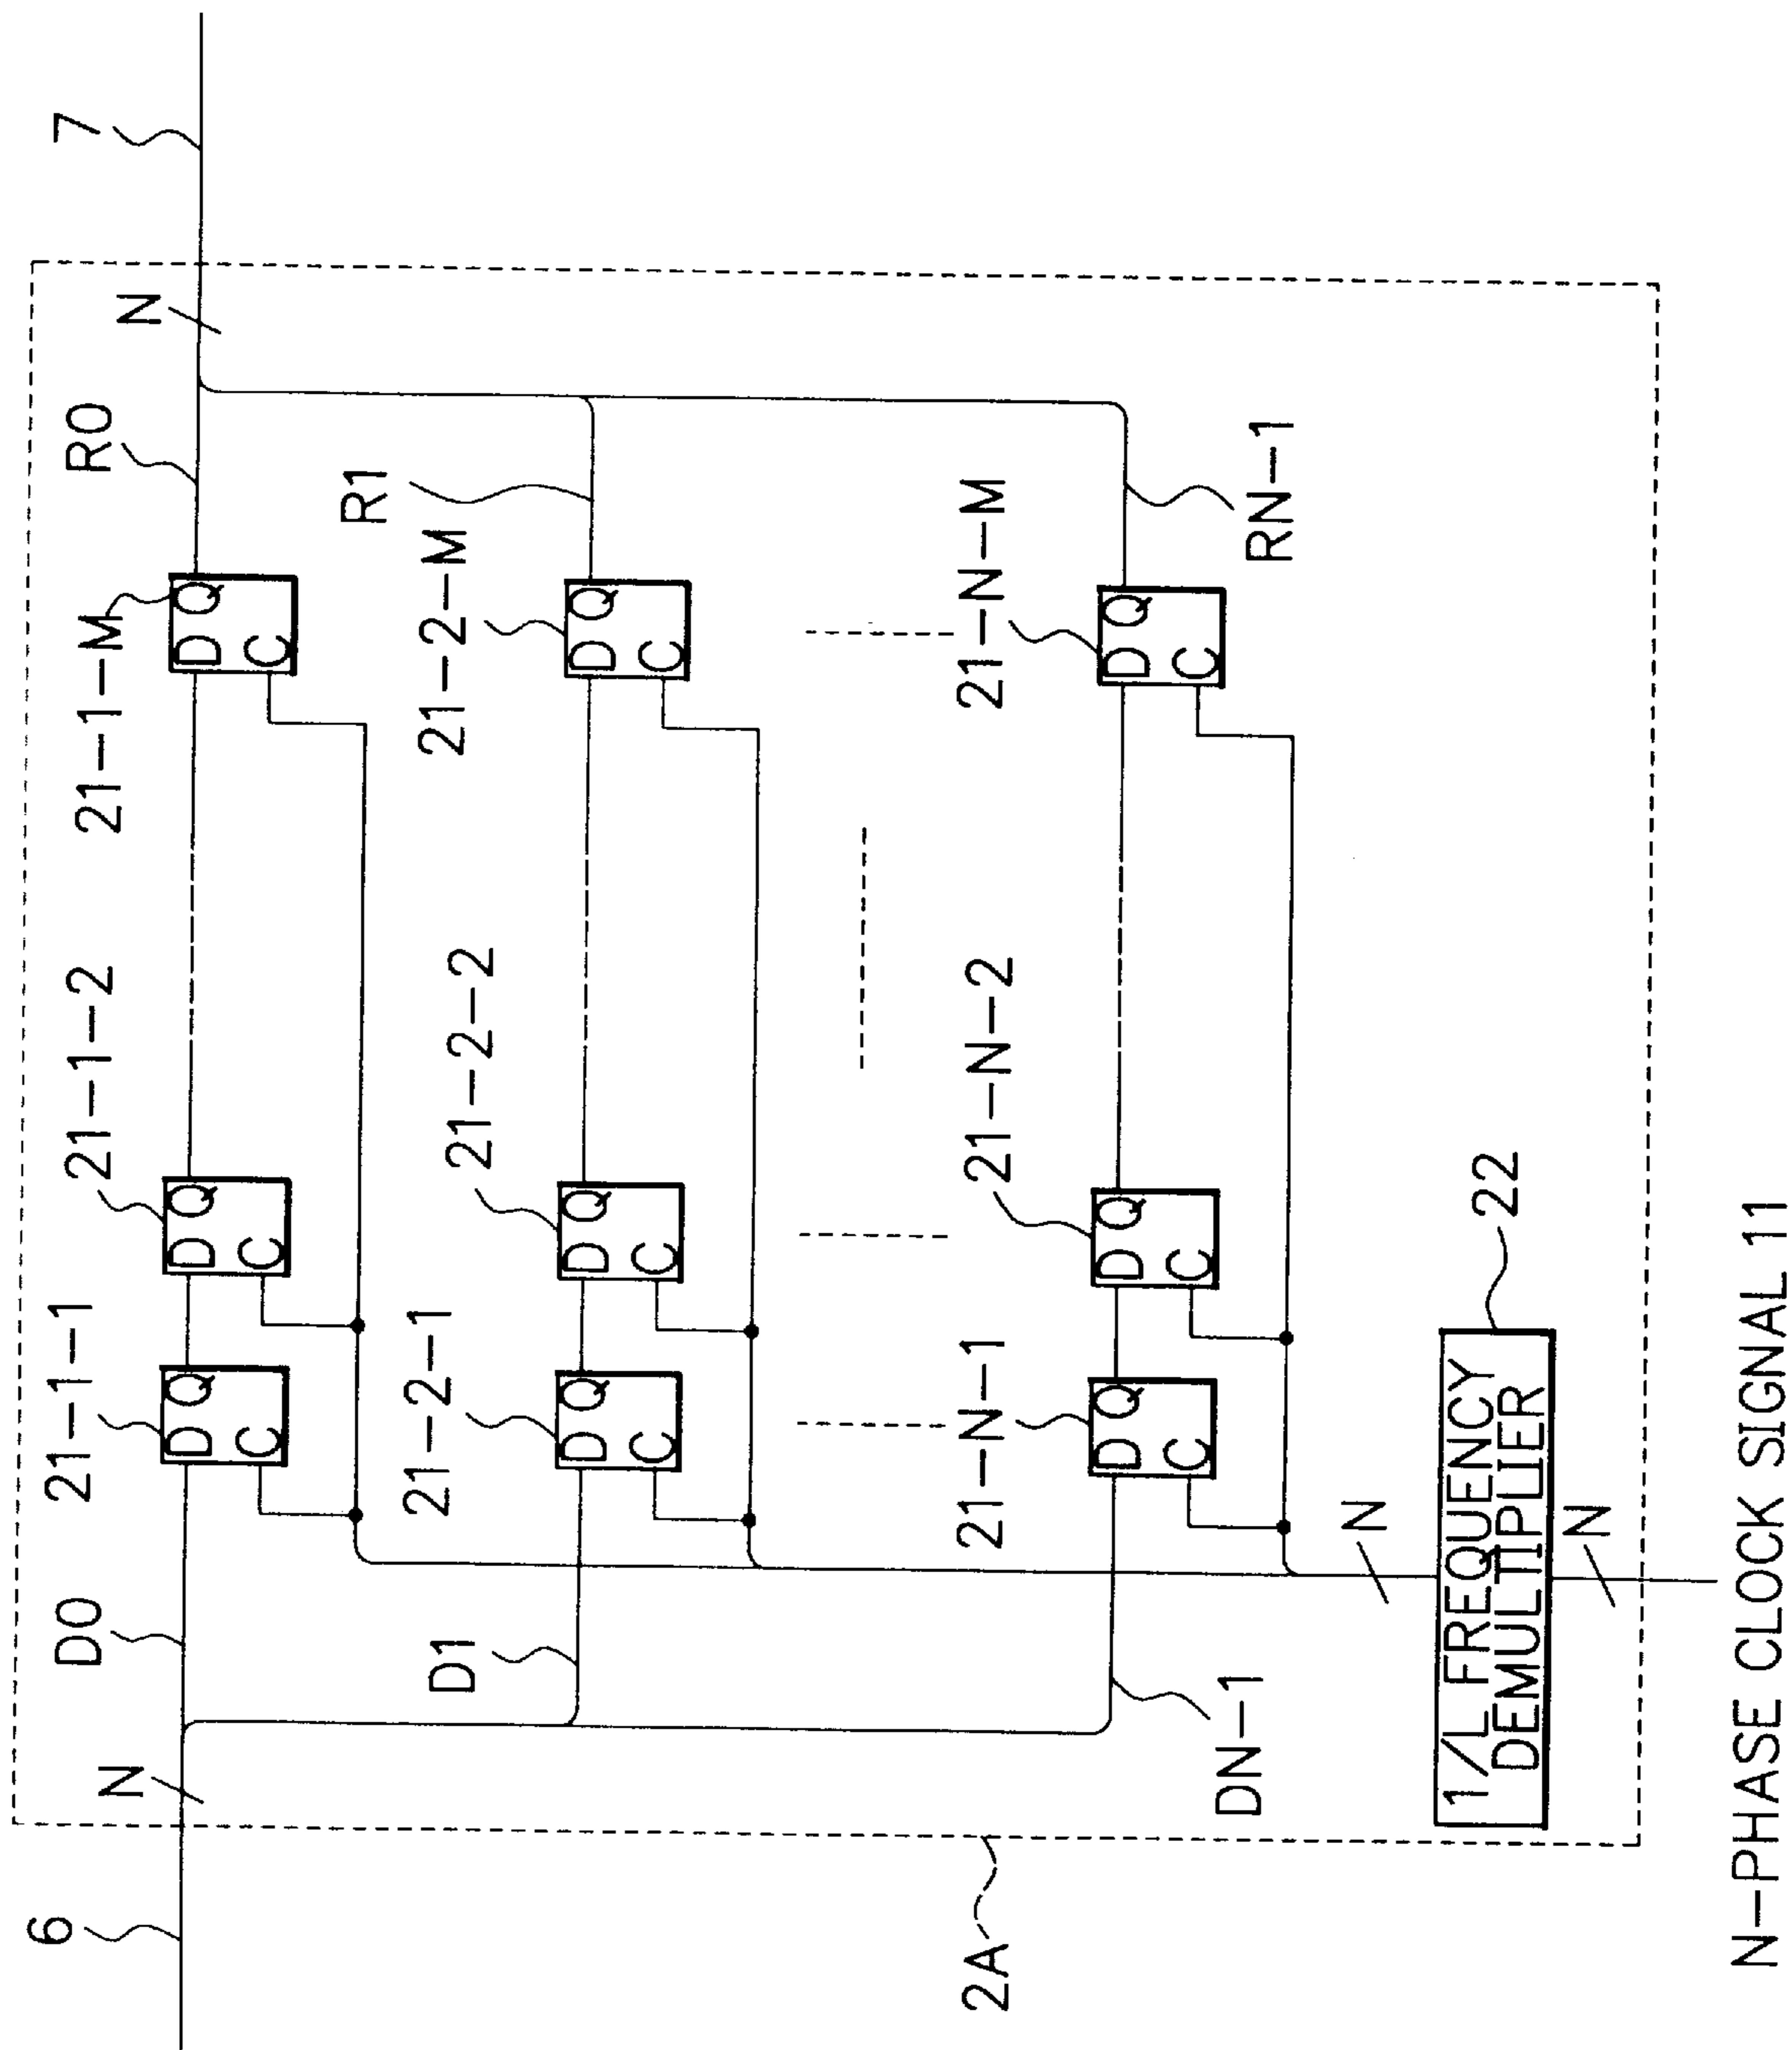 6
N
D0
21-1-1
D Q
C
21-1-2
D Q
C
21-1-M
D Q
C
R0
N
7
D1
21-2-1
D Q
C
21-2-2
D Q
C
21-2-M
D Q
C
R1
DN-1
21-N-1
D Q
C
21-N-2
D Q
C
21-N-M
D Q
C
RN-1
2A
N
1/L FREQUENCY
DEMULTIPLIER
22
N
N-PHASE CLOCK SIGNAL 11